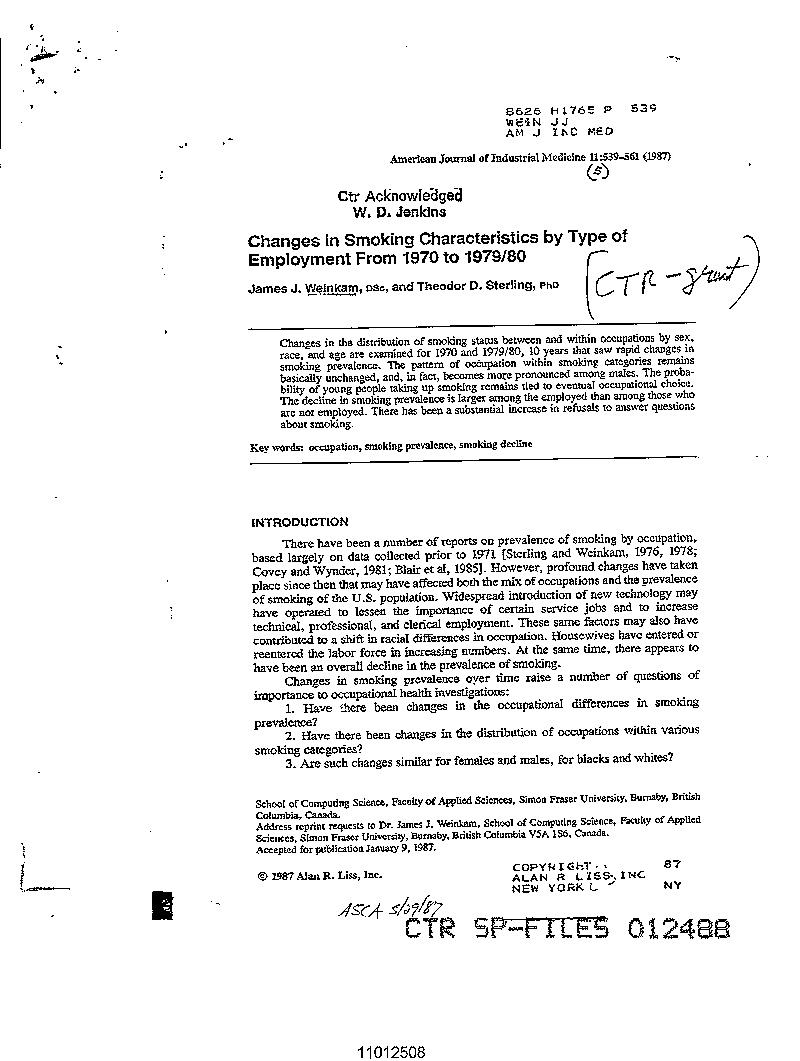 8626 H1765 P 539
WEIN JJ
AM J IND MED
American Journal of Industrial Medicine 11:539–561 (1987)
(5)
Ctr Acknowledged
W. D. Jenkins
Changes in Smoking Characteristics by Type of
Employment From 1970 to 1979/80
(CTR - grant)
James J. Weinkam, DSc, and Theodor D. Sterling, PhD
Changes in the distribution of smoking status between and within occupations by sex,
race, and age are examined for 1970 and 1979/80, 10 years that saw rapid changes in
smoking prevalence. The pattern of occupation within smoking categories remains
basically unchanged, and, in fact, becomes more pronounced among males. The proba-
bility of young people taking up smoking remains tied to eventual occupational choice.
The decline in smoking prevalence is larger among the employed than among those who
are not employed. There has been a substantial increase in refusals to answer questions
about smoking.
Key words: occupation, smoking prevalence, smoking decline
INTRODUCTION
There have been a number of reports on prevalence of smoking by occupation,
based largely on data collected prior to 1971 [Sterling and Weinkam, 1976, 1978;
Covey and Wynder, 1981; Blair et al, 1985]. However, profound changes have taken
place since then that may have affected both the mix of occupations and the prevalence
of smoking of the U.S. population. Widespread introduction of new technology may
have operated to lessen the importance of certain service jobs and to increase
technical, professional, and clerical employment. These same factors may also have
contributed to a shift in racial differences in occupation. Housewives have entered or
reentered the labor force in increasing numbers. At the same time, there appears to
have been an overall decline in the prevalence of smoking.
Changes in smoking prevalence over time raise a number of questions of
importance to occupational health investigations:
1. Have there been changes in the occupational differences in smoking
prevalence?
2. Have there been changes in the distribution of occupations within various
smoking categories?
3. Are such changes similar for females and males, for blacks and whites?
School of Computing Science, Faculty of Applied Sciences, Simon Fraser University, Burnaby, British
Columbia, Canada.
Address reprint requests to Dr. James J. Weinkam, School of Computing Science, Faculty of Applied
Sciences, Simon Fraser University, Burnaby, British Columbia V5A 1S6, Canada.
Accepted for publication January 9, 1987.
© 1987 Alan R. Liss, Inc.
COPYRIGHT 87
ALAN R LISS, INC
NEW YORK NY
ASCA 5/29/87
CTR SP-FILES 012488
11012508